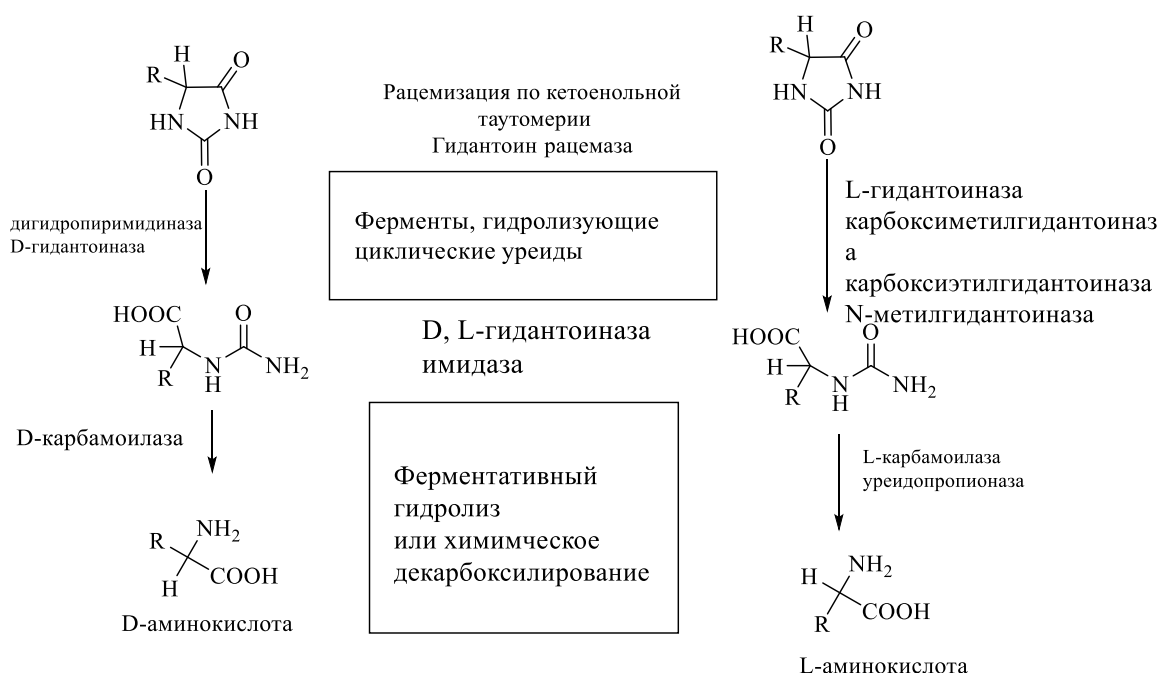 H
R
O
HN
NH
O
Рацемизация по кетоенольной
таутомерии
Гидантоин рацемаза
H
R
O
HN
NH
O
дигидропиримидиназа
D-гидантоиназа
Ферменты, гидролизующие
циклические уреиды
L-гидантоиназа
карбоксиметилгидантоиназ
а
карбоксиэтилгидантоиназа
N-метилгидантоиназа
HOOC
O
H
N
H
NH2
R
D, L-гидантоиназа
имидаза
HOOC
O
H
N
H
NH2
R
D-карбамоилаза
Ферментативный
гидролиз
или химимческое
декарбоксилирование
L-карбамоилаза
уреидопропионаза
R
NH2
H
COOH
D-аминокислота
H
NH2
R
COOH
L-аминокислота